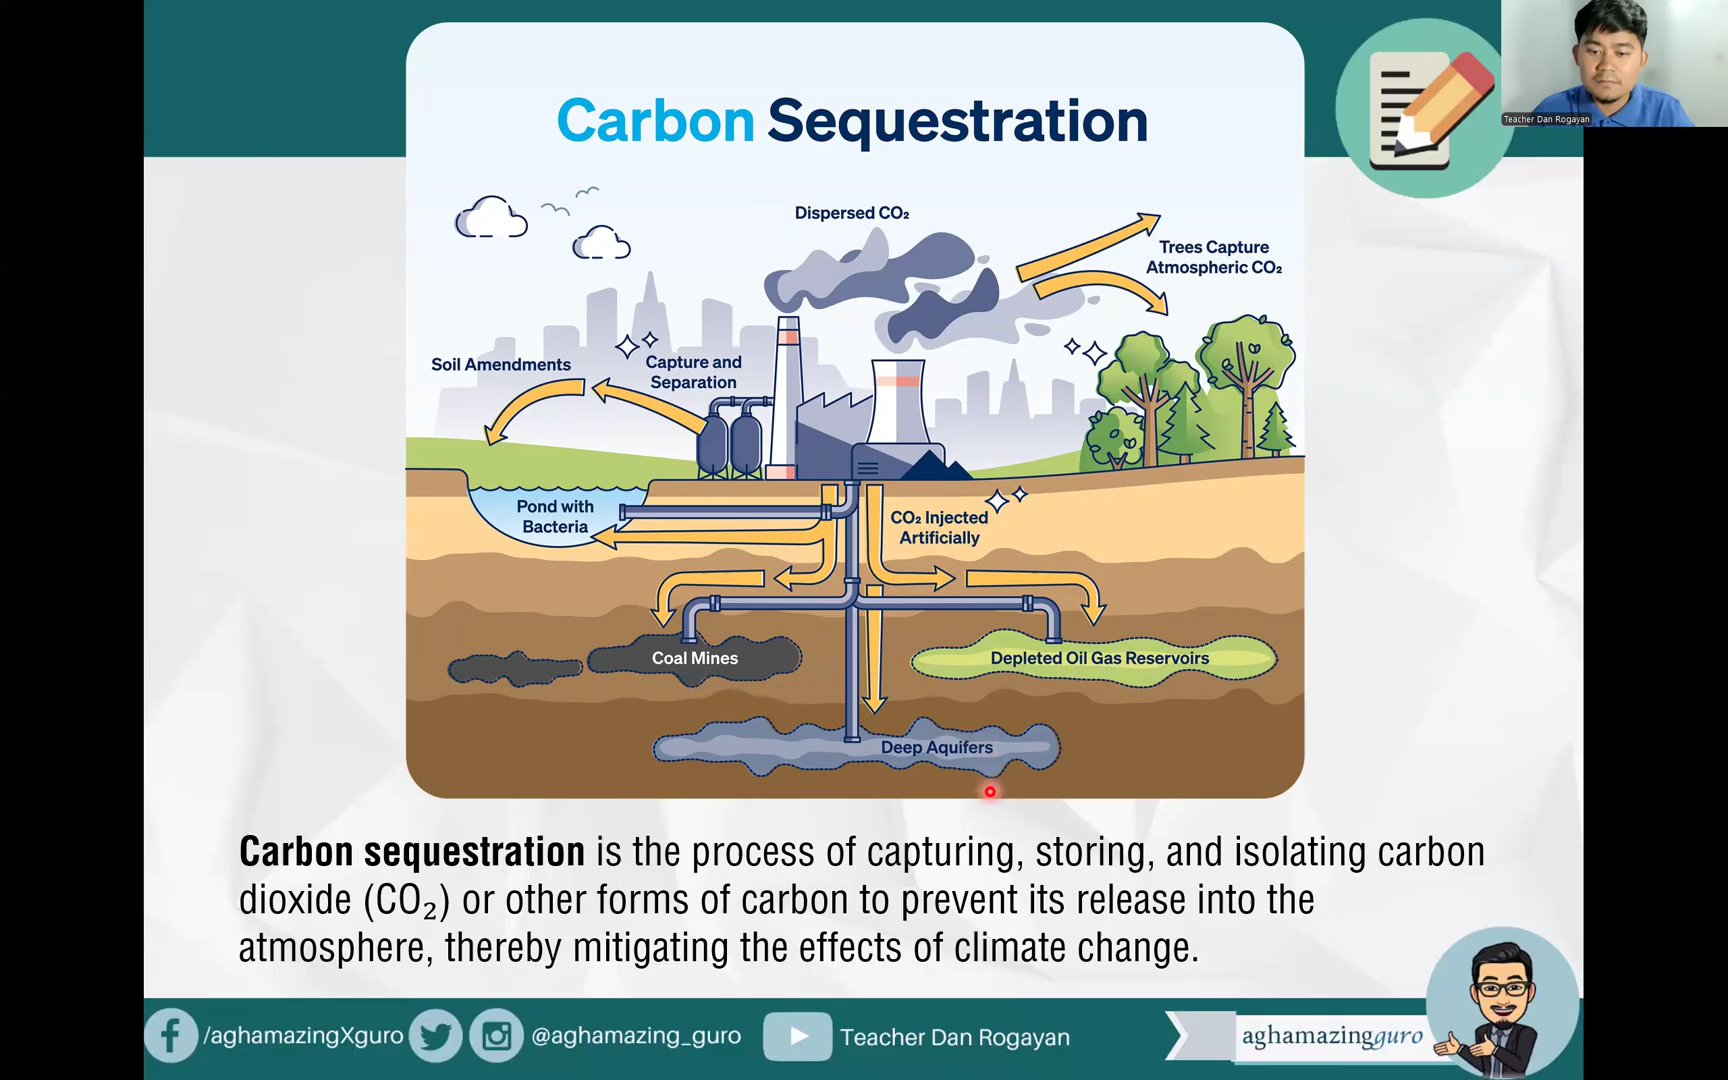 Teacher Dan Rogayan
Carbon Sequestration
Dispersed CO₂
Trees Capture
Atmospheric CO₂
Soil Amendments
Capture and
Separation
Pond with
Bacteria
CO₂ Injected
Artificially
Coal Mines
Depleted Oil Gas Reservoirs
Deep Aquifers
Carbon sequestration is the process of capturing, storing, and isolating carbon
dioxide (CO₂) or other forms of carbon to prevent its release into the
atmosphere, thereby mitigating the effects of climate change.
/aghamazingXguro
@aghamazing_guro
Teacher Dan Rogayan
aghamazingguro